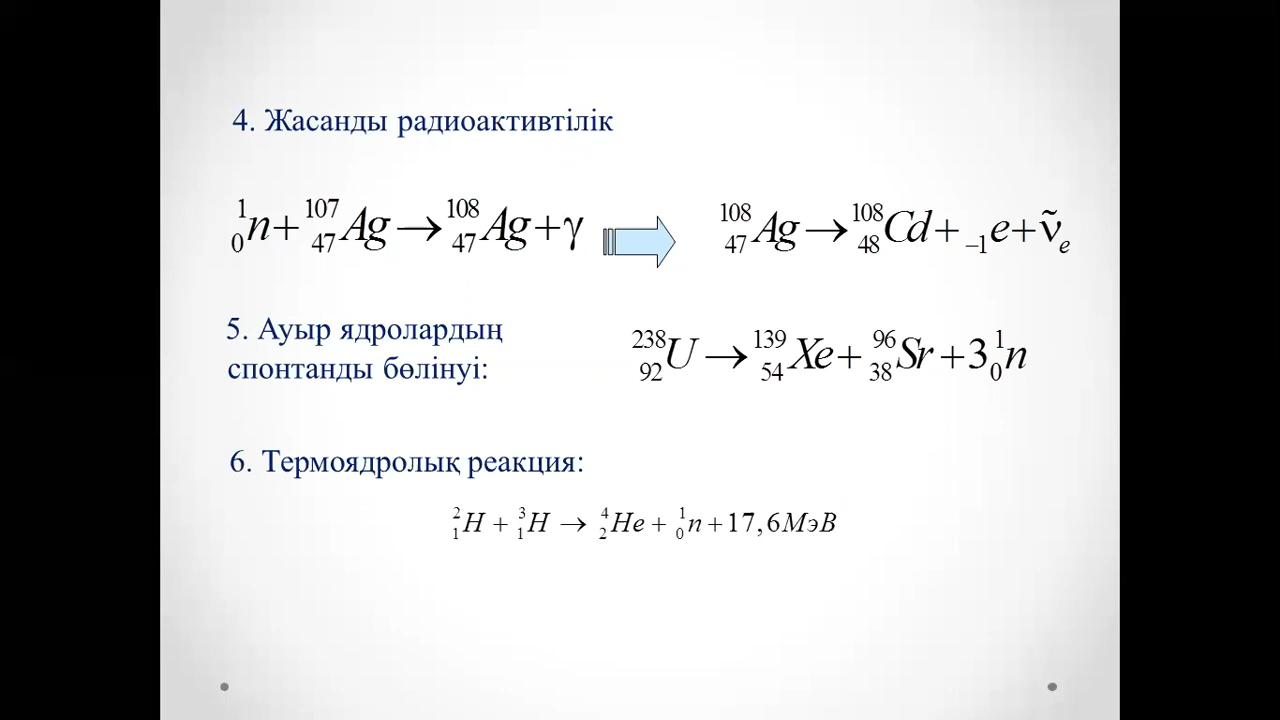 4. Жасанды радиоактивтілік
¹₀n + ¹⁰⁷₄₇Ag → ¹⁰⁸₄₇Ag + γ
¹⁰⁸₄₇Ag → ¹⁰⁸₄₈Cd + ₋₁e + ν̃ₑ
5. Ауыр ядролардың
спонтанды бөлінуі:
²³⁸₉₂U → ¹³⁹₅₄Xe + ⁹⁶₃₈Sr + 3¹₀n
6. Термоядролық реакция:
²₁H + ³₁H → ⁴₂He + ¹₀n + 17,6МэВ